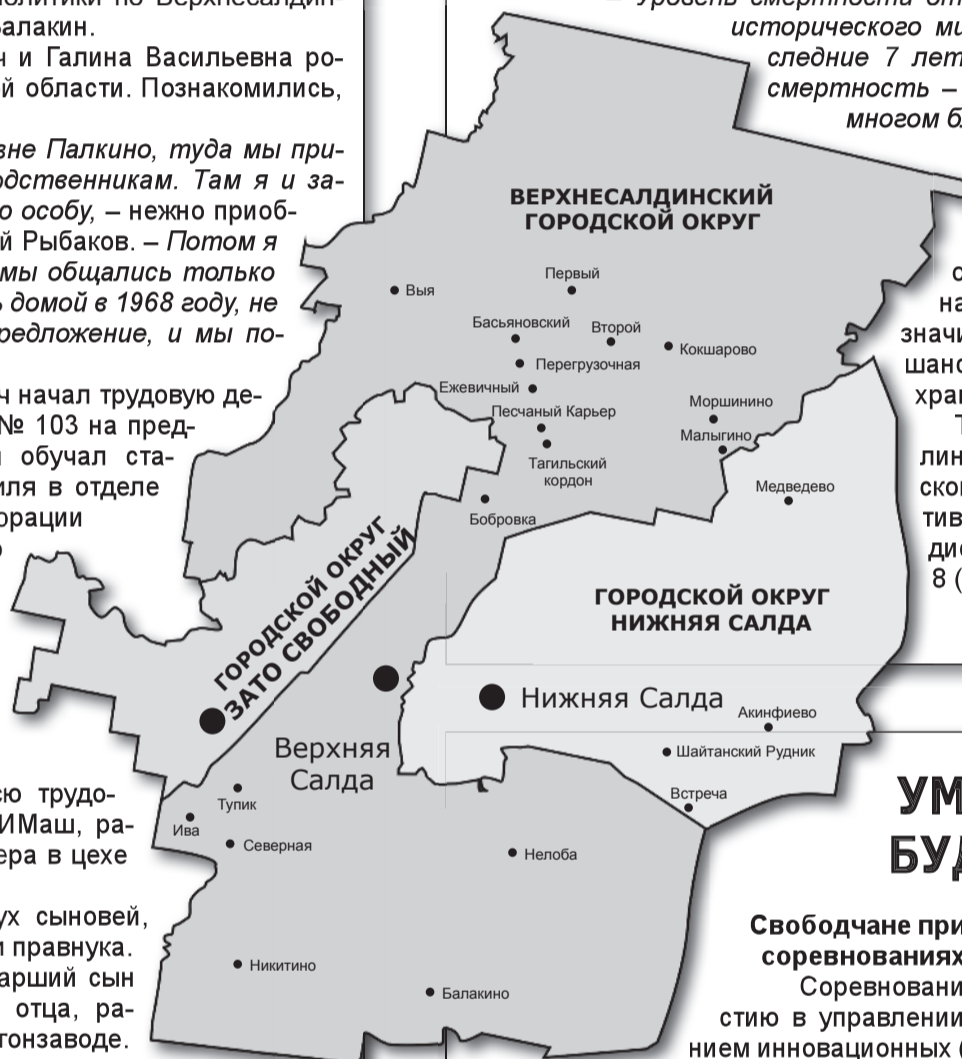 Верхнесалдин-
алакин.
и Галина Васильевна ро-
й области. Познакомились,
вне Палкино, туда мы при-
одственникам. Там я и за-
о особу, – нежно приоб-
й Рыбаков. – Потом я
мы общались только
домой в 1968 году, не
редложение, и мы по-
ч начал трудовую де-
№ 103 на пред-
обучал ста-
иля в отделе
орации
сю трудо-
ИМаш, ра-
ера в цехе
ух сыновей,
и правнука.
арший сын
отца, ра-
гонзаводе.
исторического ми
следние 7 лет
смертность –
многом б
ВЕРХНЕСАЛДИНСКИЙ
ГОРОДСКОЙ ОКРУГ
Выя
Первый
Басьяновский
Второй
Перегрузочная
Кокшарово
Ежевичный
Песчаный Карьер
Моршинино
Малыгино
Тагильский
кордон
Медведево
Бобровка
ГОРОДСКОЙ ОКРУГ
ЗАТО СВОБОДНЫЙ
ГОРОДСКОЙ ОКРУГ
НИЖНЯЯ САЛДА
Нижняя Салда
Акинфиево
Шайтанский Рудник
Верхняя
Салда
Встреча
Тупик
Ива
Северная
Нелоба
Никитино
Балакино
с
на
значи
шанс
хран
Т
лин
ско
тив
ди
8 (
УМ
БУД
Свободчане при
соревнованиях
Соревновани
стию в управлении
нием инновационных (